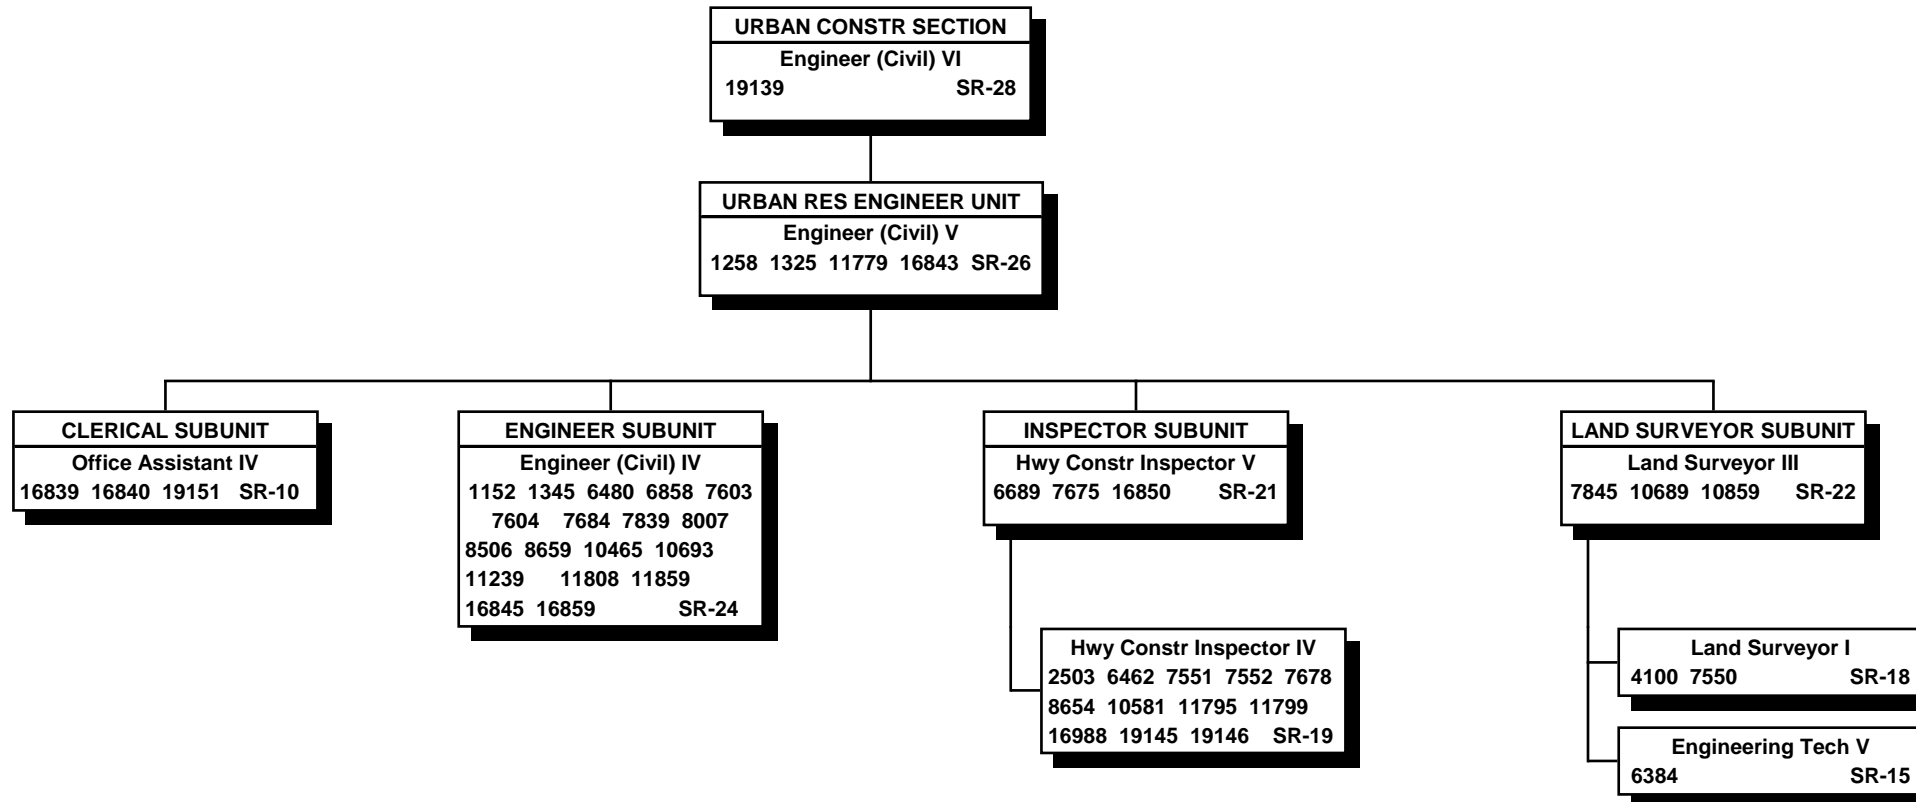 URBAN CONSTR SECTION
Engineer (Civil) VI
19139 SR-28
URBAN RES ENGINEER UNIT
Engineer (Civil) V
1258 1325 11779 16843 SR-26
CLERICAL SUBUNIT
Office Assistant IV
16839 16840 19151 SR-10
ENGINEER SUBUNIT
Engineer (Civil) IV
1152 1345 6480 6858 7603
7604 7684 7839 8007
8506 8659 10465 10693
11239 11808 11859
16845 16859 SR-24
INSPECTOR SUBUNIT
Hwy Constr Inspector V
6689 7675 16850 SR-21
Hwy Constr Inspector IV
2503 6462 7551 7552 7678
8654 10581 11795 11799
16988 19145 19146 SR-19
LAND SURVEYOR SUBUNIT
Land Surveyor III
7845 10689 10859 SR-22
Land Surveyor I
4100 7550 SR-18
Engineering Tech V
6384 SR-15